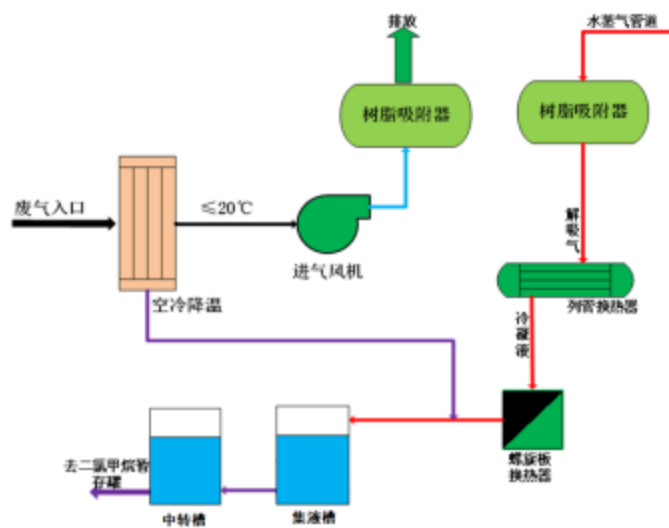 排放
水蒸气管道
树脂吸附器
树脂吸附器
废气入口
≤20℃
解吸气
进气风机
空冷降温
列管换热器
冷凝液
螺旋板
换热器
去二氯甲烷暂
存罐
中转槽
集液槽